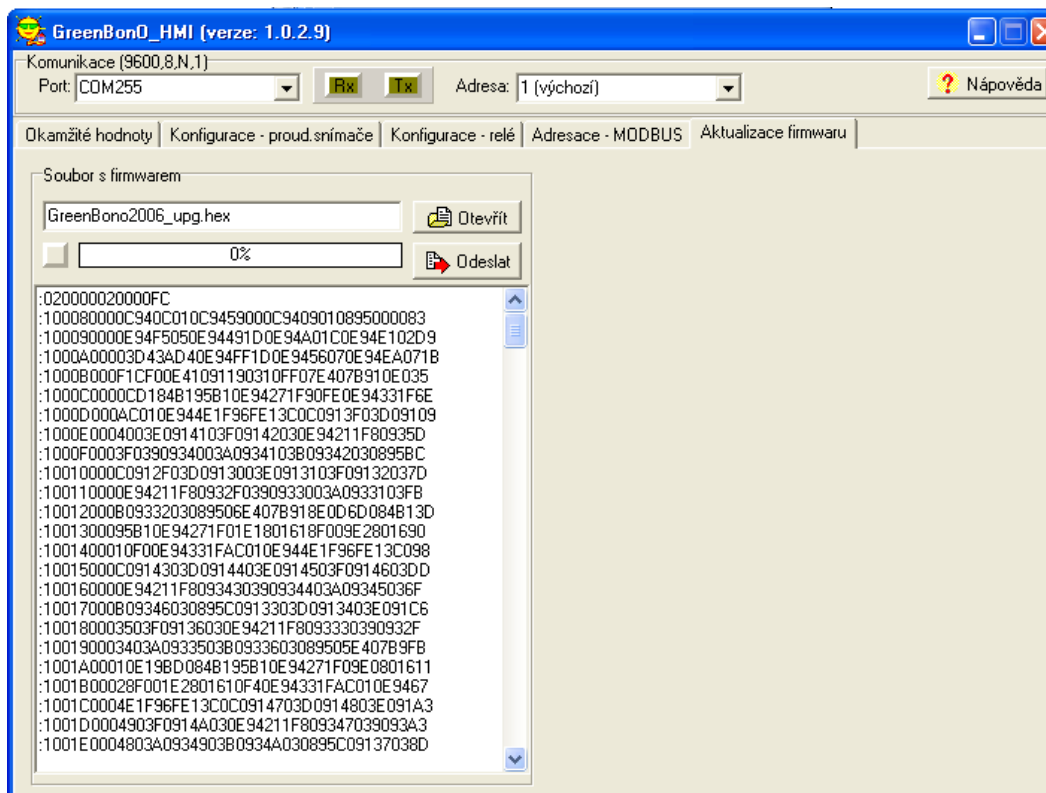 GreenBonO_HMI (verze: 1.0.2.9)
Komunikace (9600,8,N,1)
Port: COM255 Rx Tx Adresa: 1 (výchozí) ? Nápověda
Okamžité hodnoty Konfigurace - proud.snímače Konfigurace - relé Adresace - MODBUS Aktualizace firmwaru
Soubor s firmwarem
GreenBono2006_upg.hex Otevřít
0% Odeslat
:020000020000FC
:100080000C940C010C9459000C9409010895000083
:100090000E94F5050E94491D0E94A01C0E94E102D9
:1000A00003D43AD40E94FF1D0E9456070E94EA071B
:1000B000F1CF00E41091190310FF07E407B910E035
:1000C0000CD184B195B10E94271F90FE0E94331F6E
:1000D000AC010E944E1F96FE13C0C0913F03D09109
:1000E0004003E0914103F09142030E94211F80935D
:1000F0003F0390934003A0934103B09342030895BC
:10010000C0912F03D0913003E0913103F09132037D
:100110000E94211F80932F0390933003A0933103FB
:10012000B0933203089506E407B918E0D6D084B13D
:1001300095B10E94271F01E1801618F009E2801690
:1001400010F00E94331FAC010E944E1F96FE13C098
:10015000C0914303D0914403E0914503F0914603DD
:100160000E94211F8093430390934403A09345036F
:10017000B09346030895C0913303D0913403E091C6
:100180003503F09136030E94211F8093330390932F
:100190003403A0933503B0933603089505E407B9FB
:1001A00010E19BD084B195B10E94271F09E0801611
:1001B00028F001E2801610F40E94331FAC010E9467
:1001C0004E1F96FE13C0C0914703D0914803E091A3
:1001D0004903F0914A030E94211F809347039093A3
:1001E0004803A0934903B0934A030895C09137038D